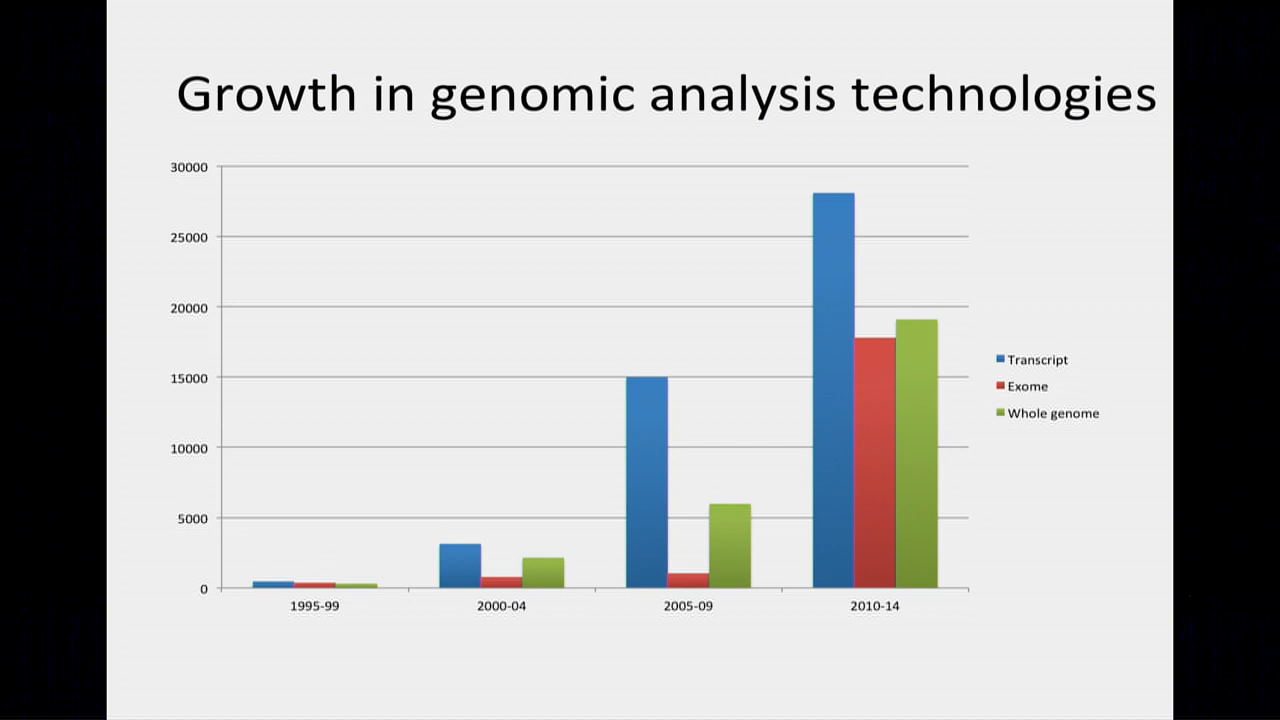 Growth in genomic analysis technologies
30000
25000
20000
15000
10000
5000
0
1995-99
2000-04
2005-09
2010-14
Transcript
Exome
Whole genome